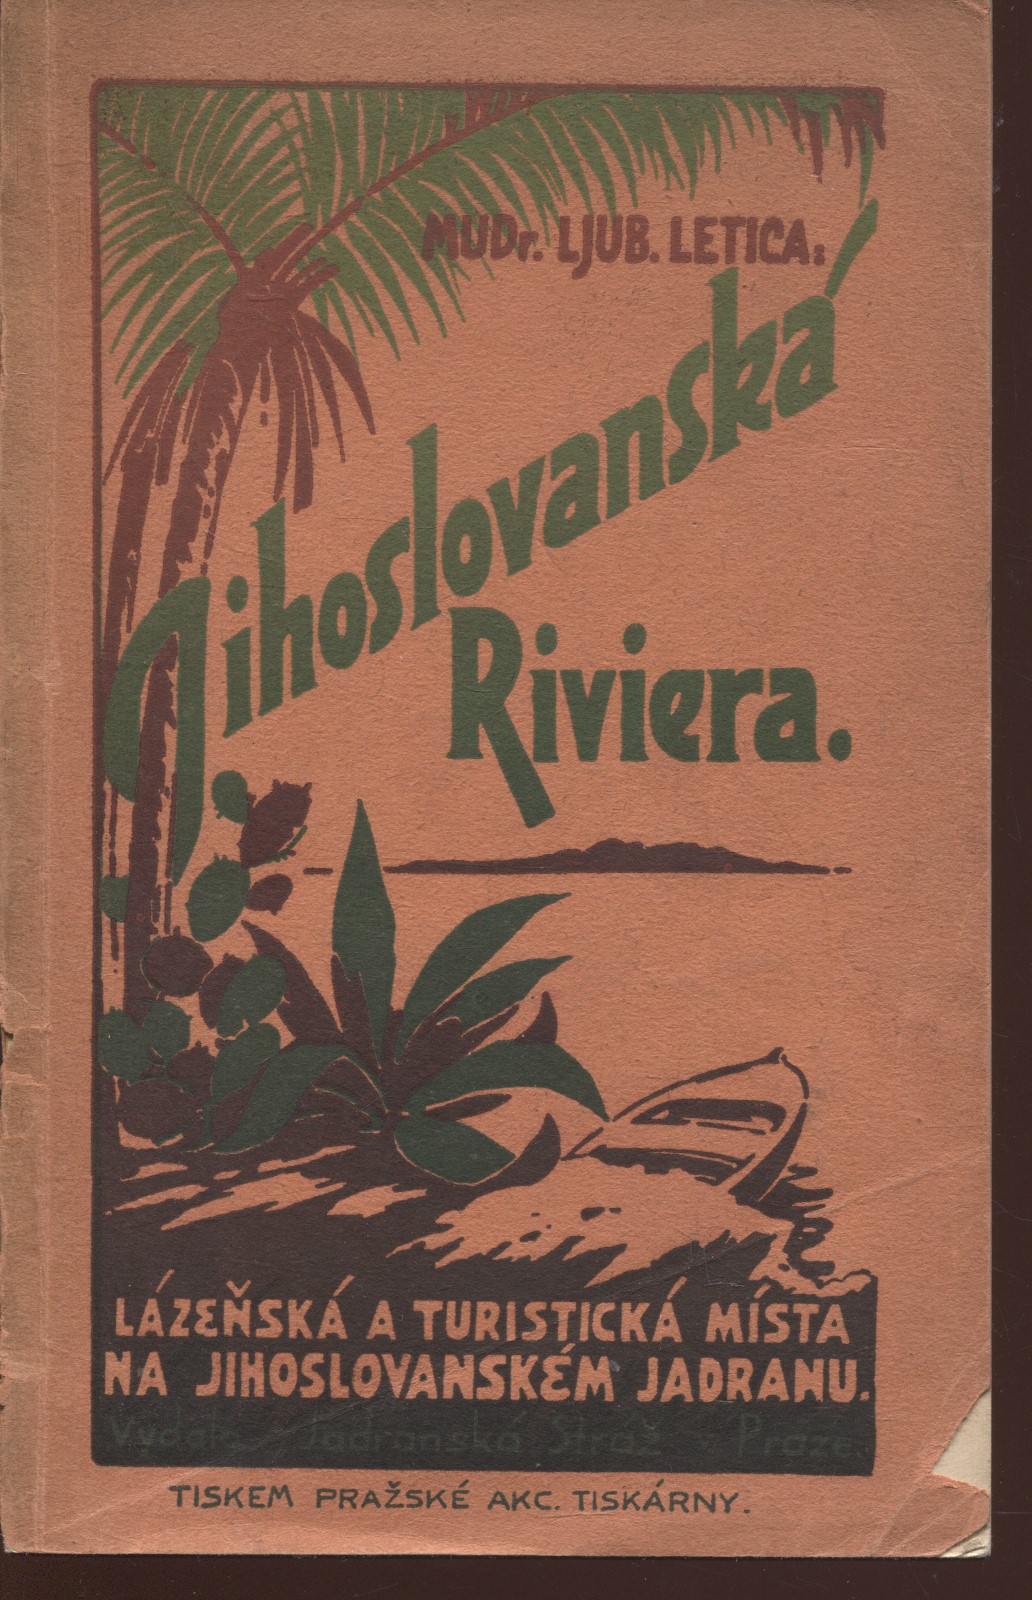 MUDr. LJUB. LETICA:
Jihoslovanská
Riviera.
LÁZEŇSKÁ A TURISTICKÁ MÍSTA
NA JIHOSLOVANSKÉM JADRANU.
Vydala Jadranská Stráž v Praze.
TISKEM PRAŽSKÉ AKC. TISKÁRNY.